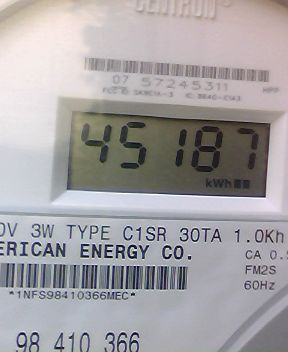 CENTRON®
07 57245311
45187
kWh
0V 3W TYPE C1SR 30TA 1.0Kh
ERICAN ENERGY CO.
CA 0.
FM2S
*1NFS98410366MEC*
60Hz
98 410 366